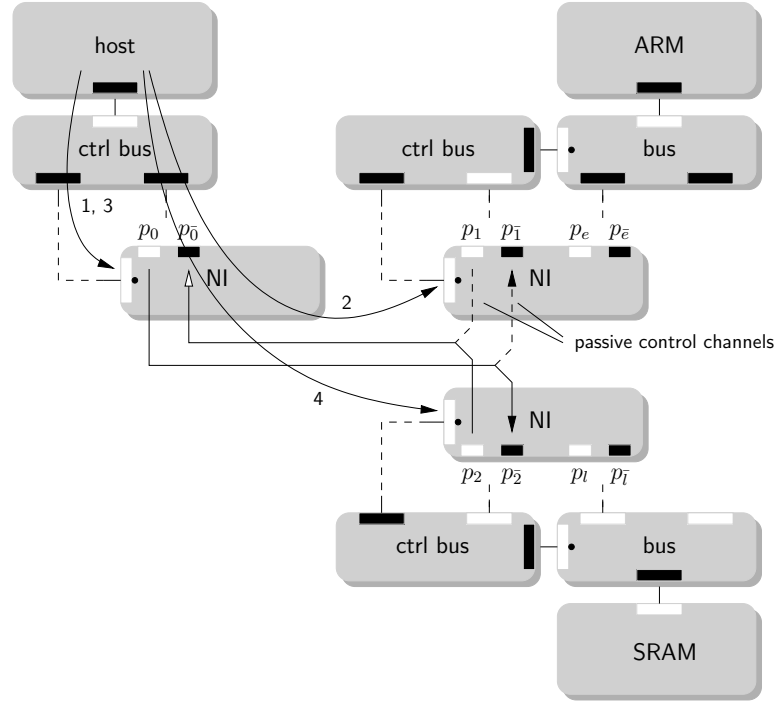 host
ARM
ctrl bus
ctrl bus
bus
1, 3
p₀ p₀̄
p₁ p₁̄
pₑ pₑ̄
NI
NI
2
passive control channels
4
NI
p₂ p₂̄
pₗ pₗ̄
ctrl bus
bus
SRAM